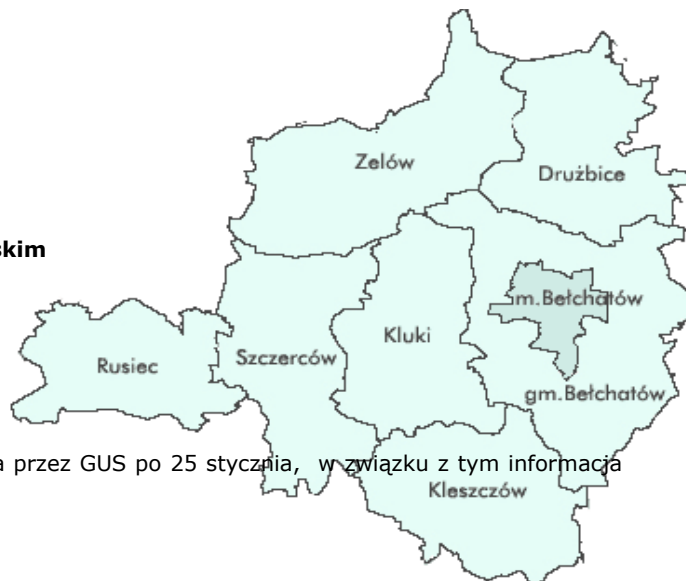 Zelów
Drużbice
skim
m.Bełchatów
Kluki
Szczerców
Rusiec
gm.Bełchatów
a przez GUS po 25 stycznia, w związku z tym informacja
Kleszczów